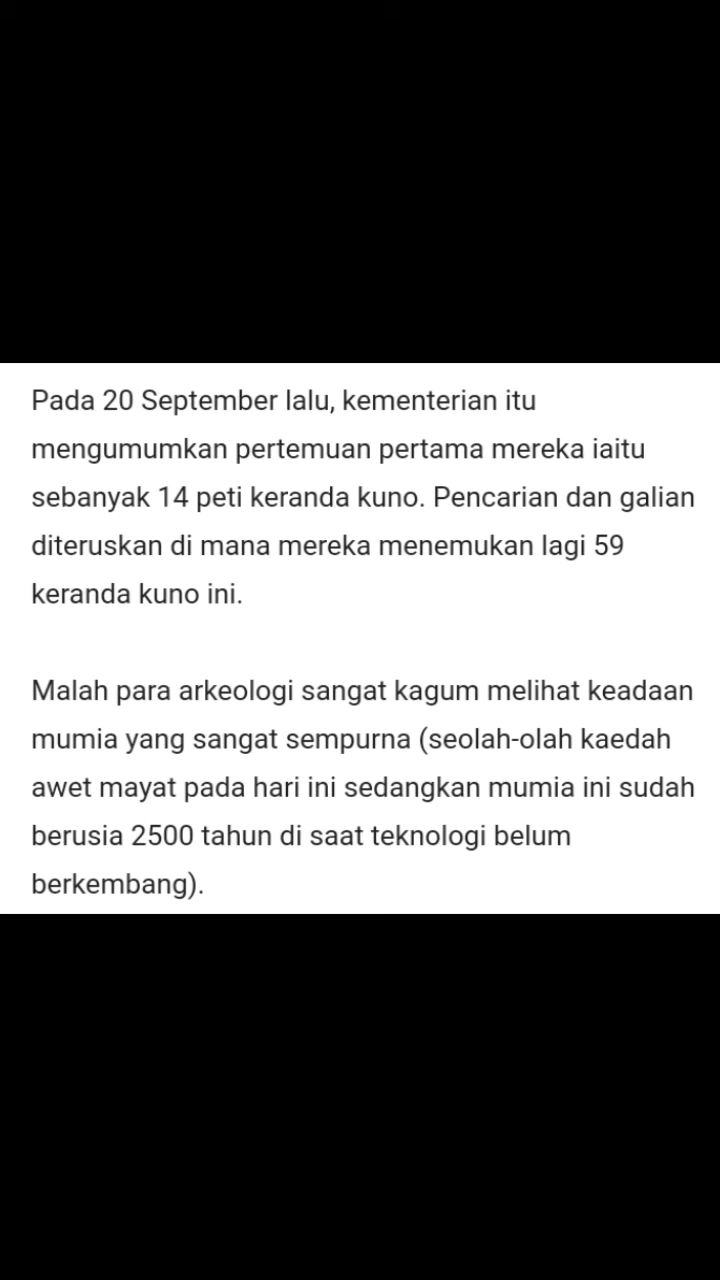 Pada 20 September lalu, kementerian itu
mengumumkan pertemuan pertama mereka iaitu
sebanyak 14 peti keranda kuno. Pencarian dan galian
diteruskan di mana mereka menemukan lagi 59
keranda kuno ini.
Malah para arkeologi sangat kagum melihat keadaan
mumia yang sangat sempurna (seolah-olah kaedah
awet mayat pada hari ini sedangkan mumia ini sudah
berusia 2500 tahun di saat teknologi belum
berkembang).